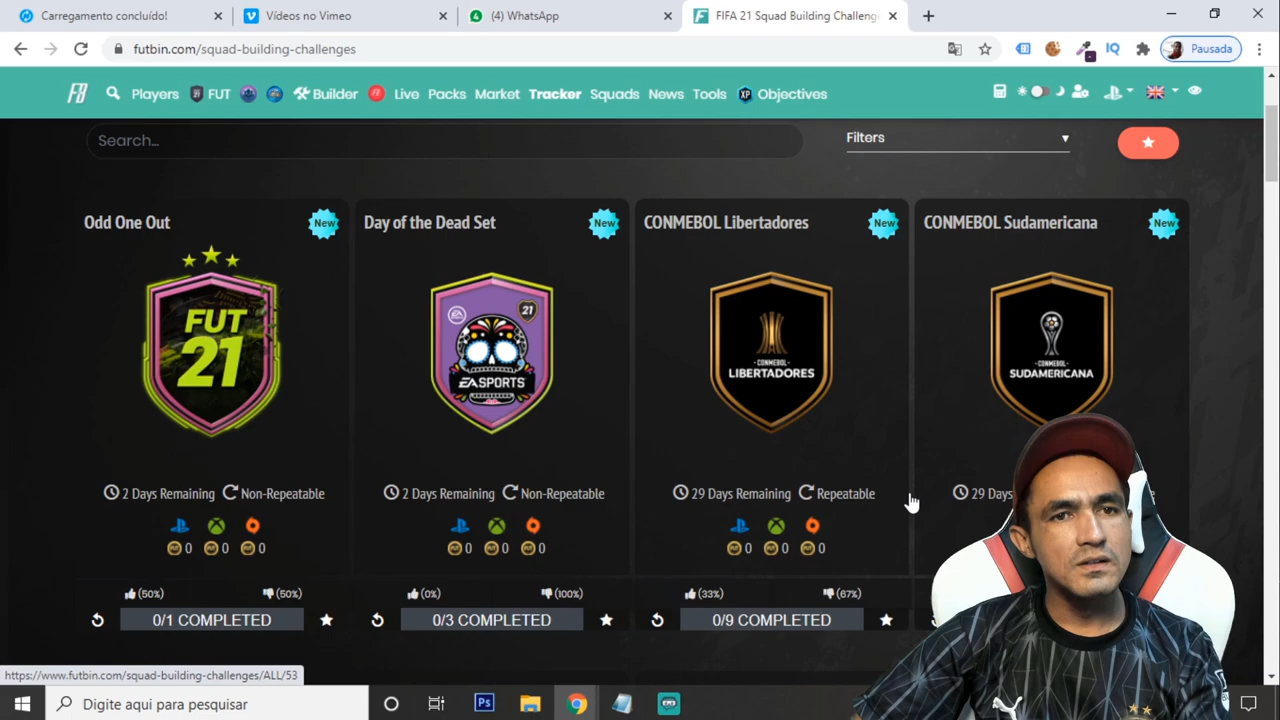 Carregamento concluído!
Vídeos no Vimeo
(4) WhatsApp
FIFA 21 Squad Building Challenge
futbin.com/squad-building-challenges
IQ
Pausada
Players FUT Builder Live Packs Market Tracker Squads News Tools XP Objectives
Search...
Filters
Odd One Out
New
Day of the Dead Set
New
CONMEBOL Libertadores
New
CONMEBOL Sudamericana
New
FUT
21
21
EA SPORTS
CONMEBOL
LIBERTADORES
CONMEBOL
SUDAMERICANA
2 Days Remaining Non-Repeatable
2 Days Remaining Non-Repeatable
29 Days Remaining Repeatable
29 Days
0 0 0
0 0 0
0 0 0
(50%) (50%)
(0%) (100%)
(33%) (67%)
0/1 COMPLETED
0/3 COMPLETED
0/9 COMPLETED
https://www.futbin.com/squad-building-challenges/ALL/53
Digite aqui para pesquisar
Ps